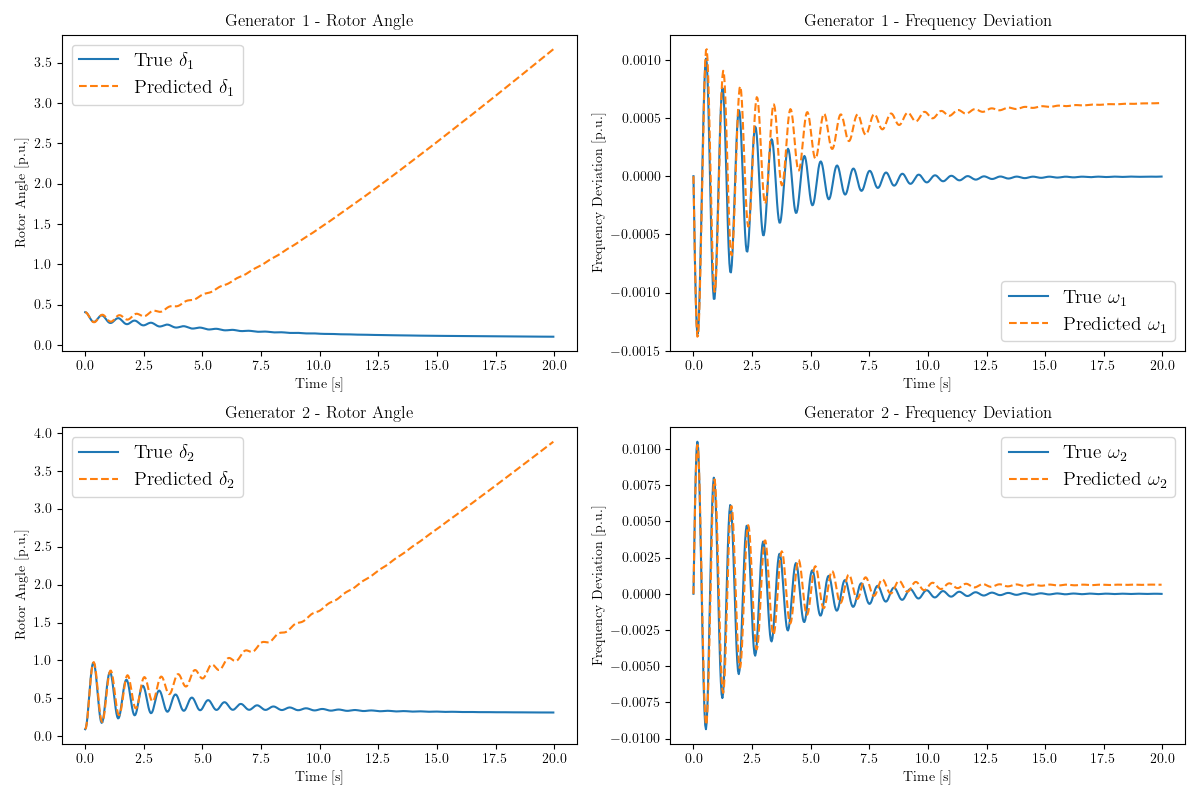 Generator 1 - Rotor Angle
True δ1
Predicted δ1
Rotor Angle [p.u.]
3.5
3.0
2.5
2.0
1.5
1.0
0.5
0.0
0.0 2.5 5.0 7.5 10.0 12.5 15.0 17.5 20.0
Time [s]
Generator 1 - Frequency Deviation
Frequency Deviation [p.u.]
0.0010
0.0005
0.0000
−0.0005
−0.0010
−0.0015
True ω1
Predicted ω1
0.0 2.5 5.0 7.5 10.0 12.5 15.0 17.5 20.0
Time [s]
Generator 2 - Rotor Angle
True δ2
Predicted δ2
Rotor Angle [p.u.]
4.0
3.5
3.0
2.5
2.0
1.5
1.0
0.5
0.0
0.0 2.5 5.0 7.5 10.0 12.5 15.0 17.5 20.0
Time [s]
Generator 2 - Frequency Deviation
True ω2
Predicted ω2
Frequency Deviation [p.u.]
0.0100
0.0075
0.0050
0.0025
0.0000
−0.0025
−0.0050
−0.0075
−0.0100
0.0 2.5 5.0 7.5 10.0 12.5 15.0 17.5 20.0
Time [s]